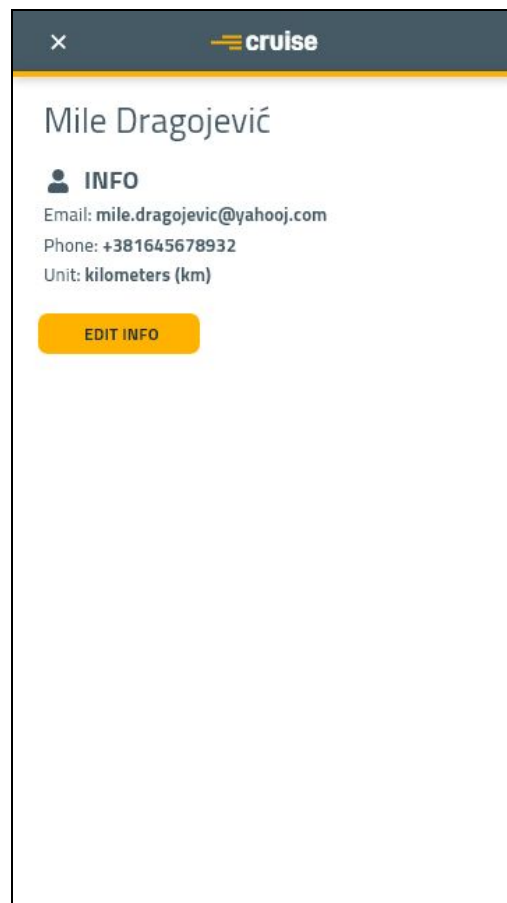 cruise
Mile Dragojević
INFO
Email: mile.dragojevic@yahooj.com
Phone: +381645678932
Unit: kilometers (km)
EDIT INFO